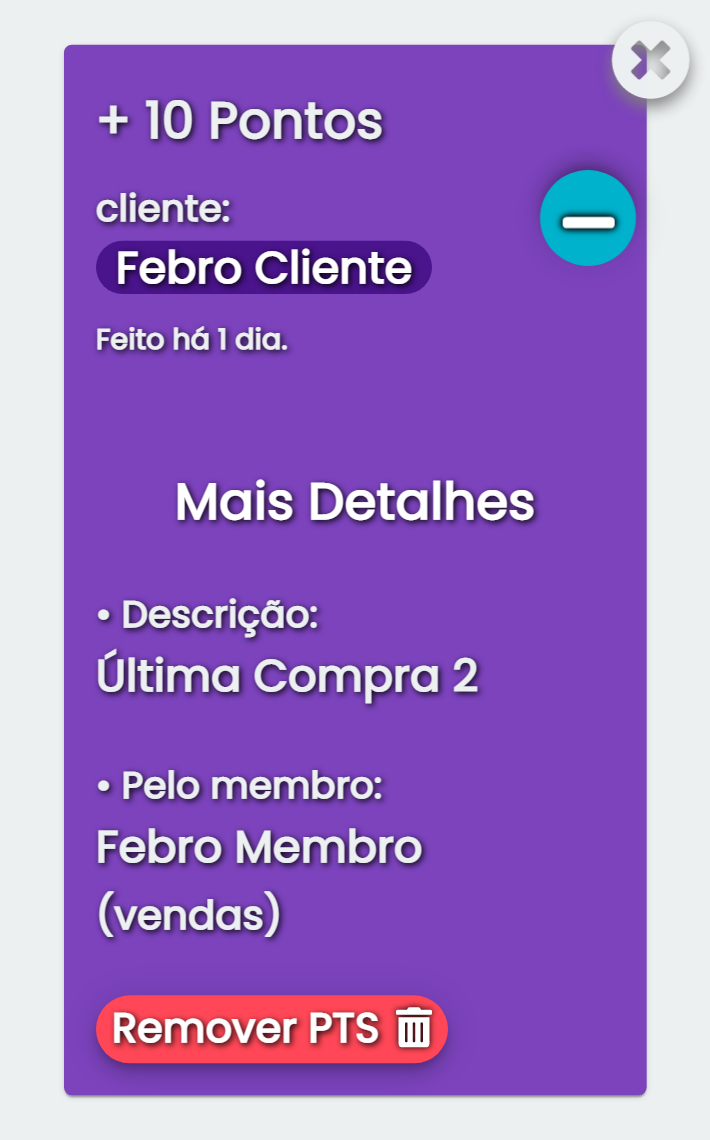 + 10 Pontos
cliente:
Febro Cliente
Feito há 1 dia.
Mais Detalhes
• Descrição:
Última Compra 2
• Pelo membro:
Febro Membro
(vendas)
Remover PTS